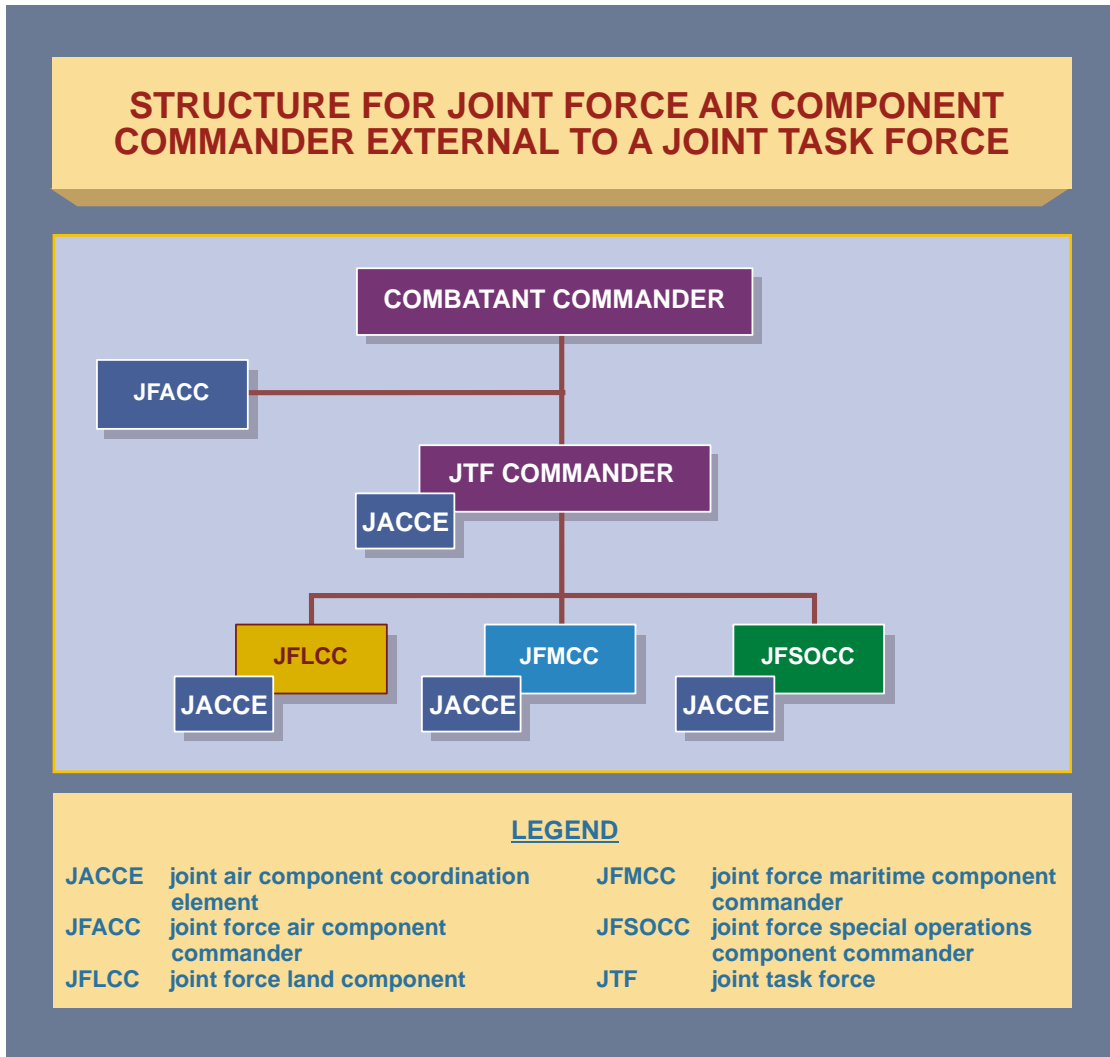 STRUCTURE FOR JOINT FORCE AIR COMPONENT
COMMANDER EXTERNAL TO A JOINT TASK FORCE
COMBATANT COMMANDER
JFACC
JTF COMMANDER
JACCE
JFLCC
JFMCC
JFSOCC
JACCE
JACCE
JACCE
LEGEND
JACCE joint air component coordination
element
JFACC joint force air component
commander
JFLCC joint force land component
JFMCC joint force maritime component
commander
JFSOCC joint force special operations
component commander
JTF joint task force